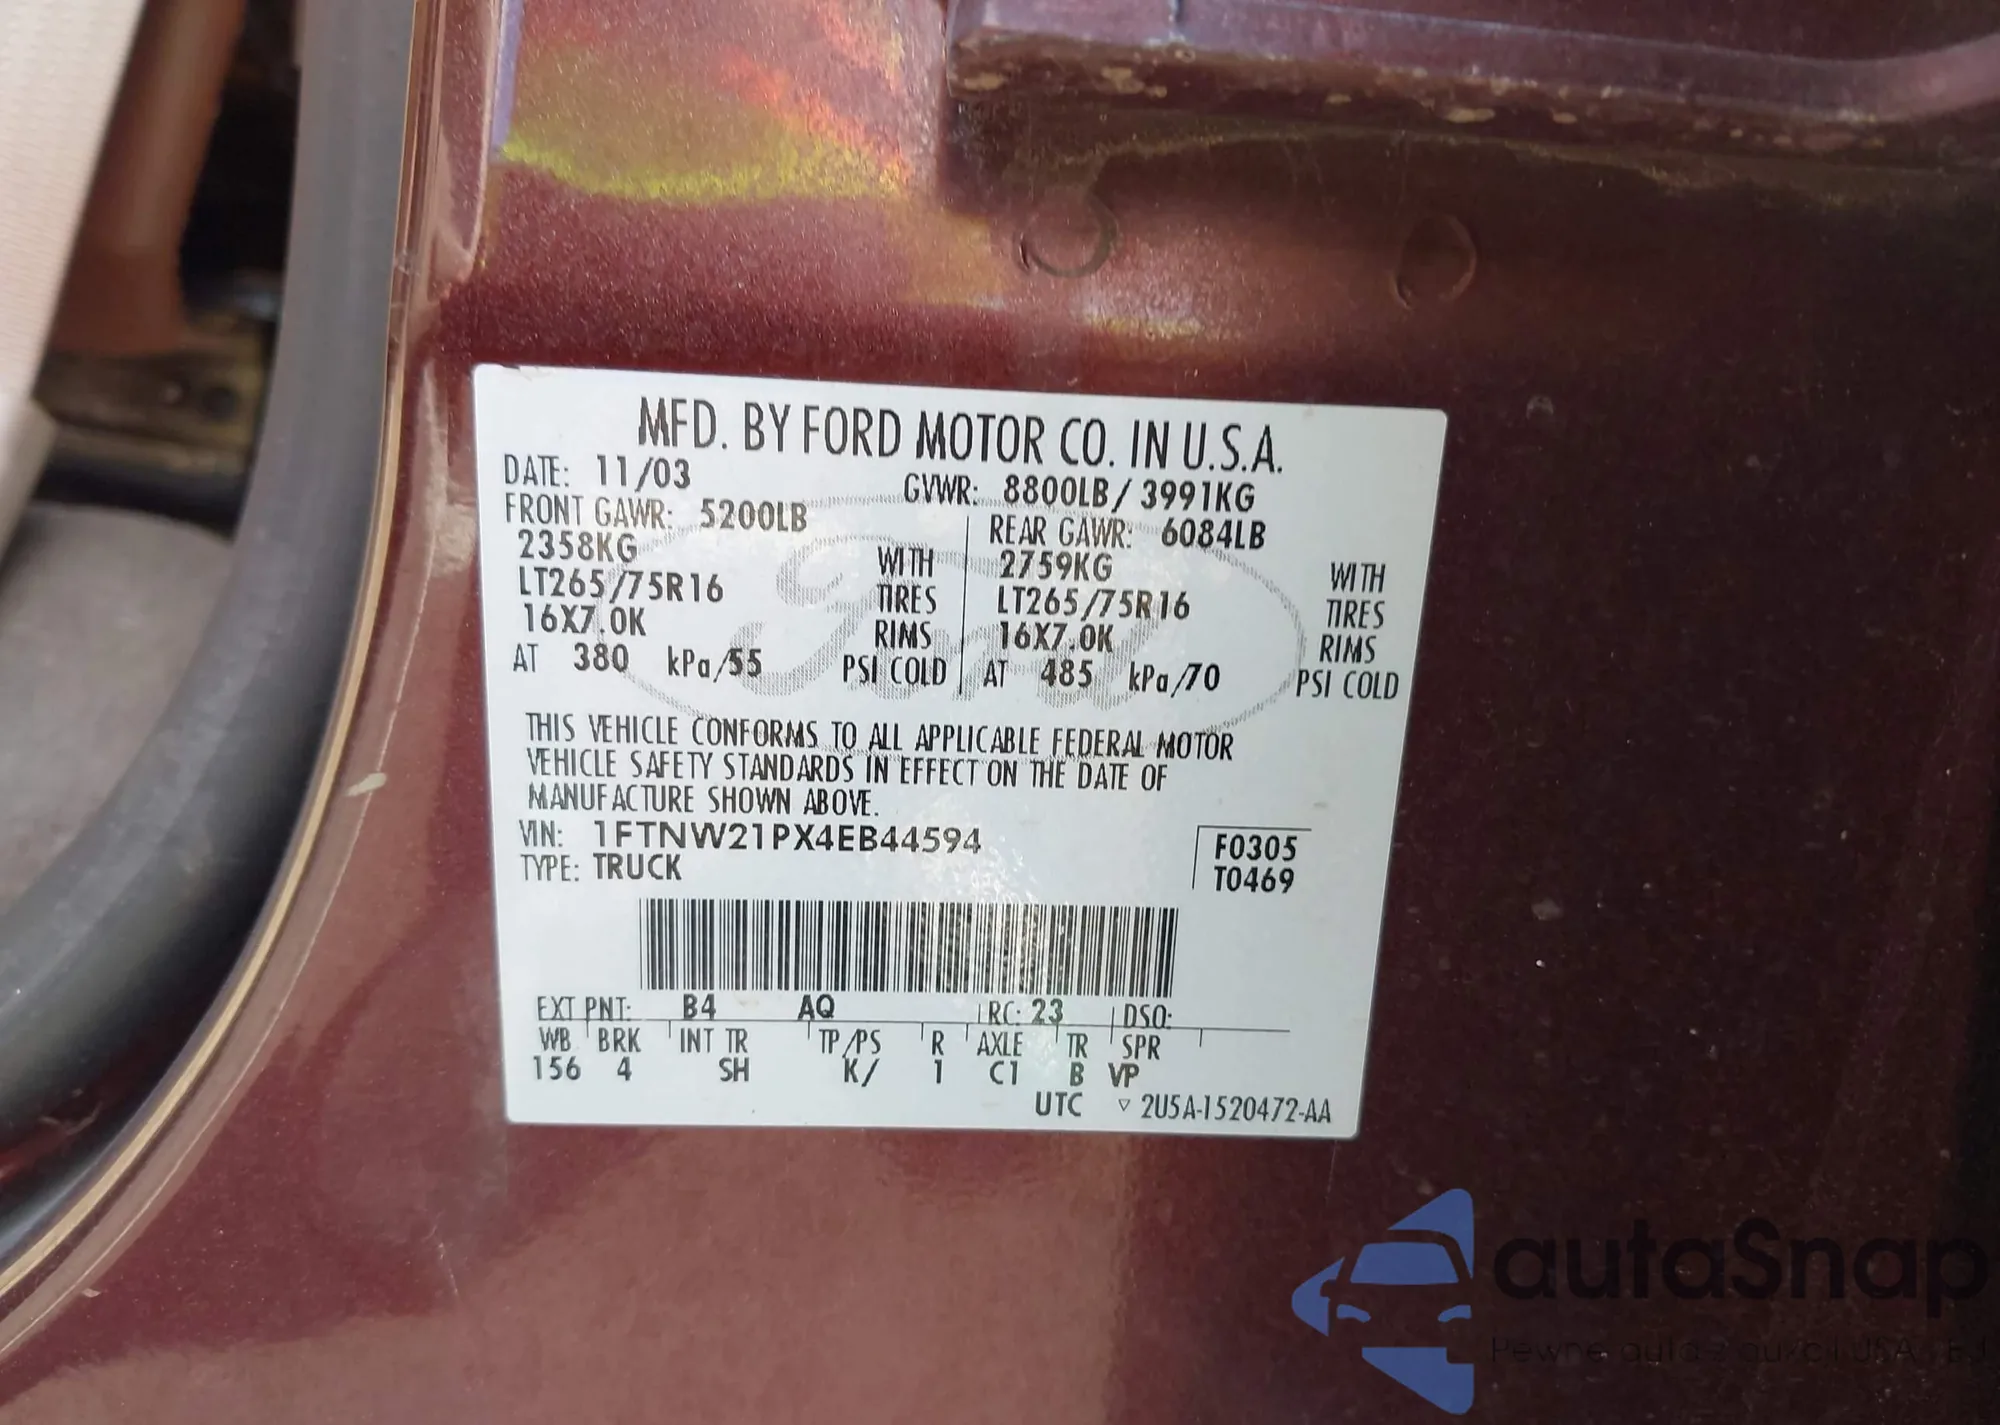 MFD. BY FORD MOTOR CO. IN U.S.A.
DATE: 11/03 GVWR: 8800LB/ 3991KG
FRONT GAWR: 5200LB REAR GAWR: 6084LB
2358KG WITH 2759KG WITH
LT265/75R16 TIRES LT265/75R16 TIRES
16X7.0K RIMS 16X7.0K RIMS
AT 380 kPa/55 PSI COLD AT 485 kPa/70 PSI COLD
THIS VEHICLE CONFORMS TO ALL APPLICABLE FEDERAL MOTOR
VEHICLE SAFETY STANDARDS IN EFFECT ON THE DATE OF
MANUFACTURE SHOWN ABOVE.
VIN: 1FTNW21PX4EB44594 F0305
TYPE: TRUCK T0469
EXT PNT: B4 AQ RC: 23 DSO:
WB BRK INT TR TP/PS R AXLE TR SPR
156 4 SH K/ 1 C1 B VP
UTC ▽ 2U5A-1520472-AA
Ford
autaSnap
Pewne auta z aukcji USA